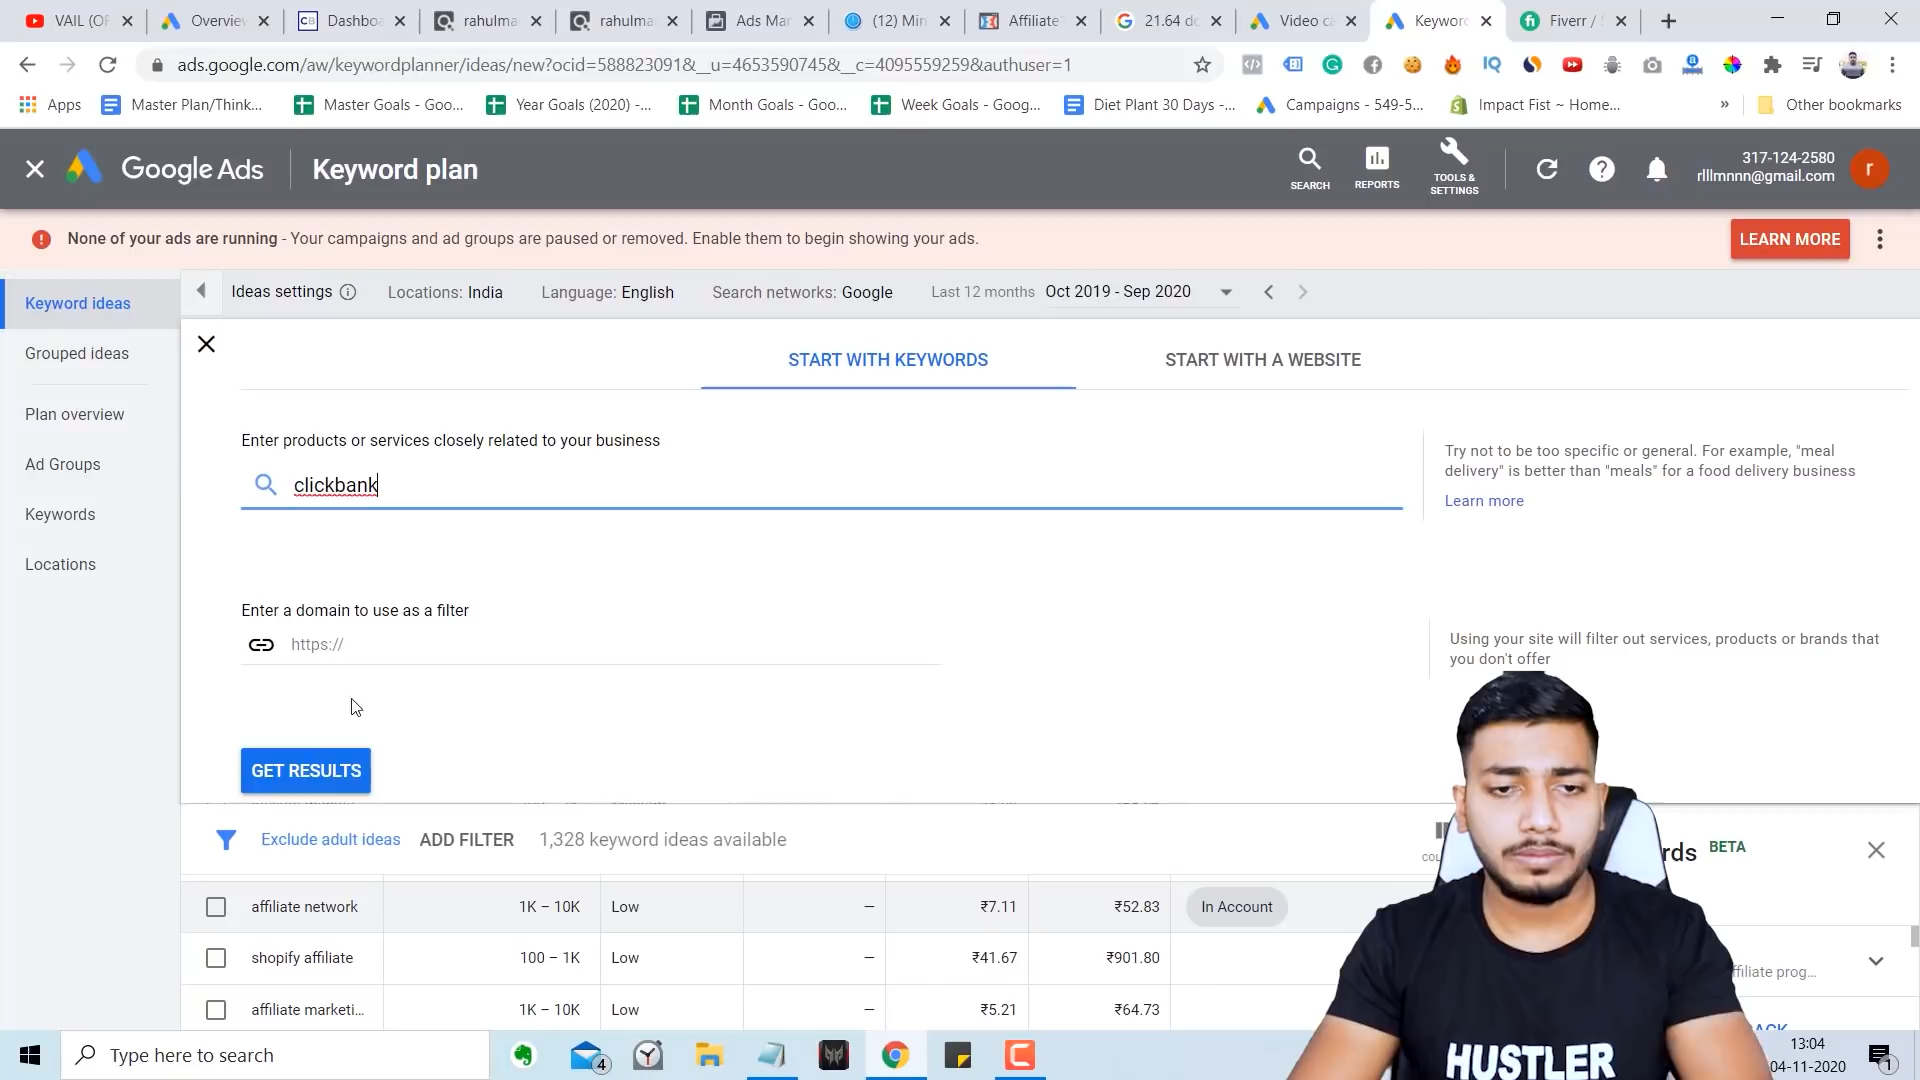 VAIL (OF
Overvie
CB Dashbo
rahulma
rahulma
Ads Mar
(12) Min
Affiliate
21.64 do
Video ca
Keywor
Fiverr /
ads.google.com/aw/keywordplanner/ideas/new?ocid=588823091&__u=4653590745&__c=4095559259&authuser=1
Apps
Master Plan/Think...
Master Goals - Goo...
Year Goals (2020) -...
Month Goals - Goo...
Week Goals - Goog...
Diet Plant 30 Days -...
Campaigns - 549-5...
Impact Fist ~ Home...
»
Other bookmarks
Google Ads
Keyword plan
SEARCH
REPORTS
TOOLS &
SETTINGS
317-124-2580
rlllmnnn@gmail.com
r
None of your ads are running - Your campaigns and ad groups are paused or removed. Enable them to begin showing your ads.
LEARN MORE
Keyword ideas
Grouped ideas
Plan overview
Ad Groups
Keywords
Locations
Ideas settings
Locations: India
Language: English
Search networks: Google
Last 12 months Oct 2019 - Sep 2020
START WITH KEYWORDS
START WITH A WEBSITE
Enter products or services closely related to your business
clickbank
Try not to be too specific or general. For example, "meal
delivery" is better than "meals" for a food delivery business
Learn more
Enter a domain to use as a filter
https://
Using your site will filter out services, products or brands that
you don't offer
GET RESULTS
Exclude adult ideas
ADD FILTER
1,328 keyword ideas available
COL
rds BETA
affiliate network 1K – 10K Low – ₹7.11 ₹52.83 In Account
shopify affiliate 100 – 1K Low – ₹41.67 ₹901.80
ffiliate prog...
affiliate marketi... 1K – 10K Low – ₹5.21 ₹64.73
HUSTLER
Type here to search
4
13:04
04-11-2020
1